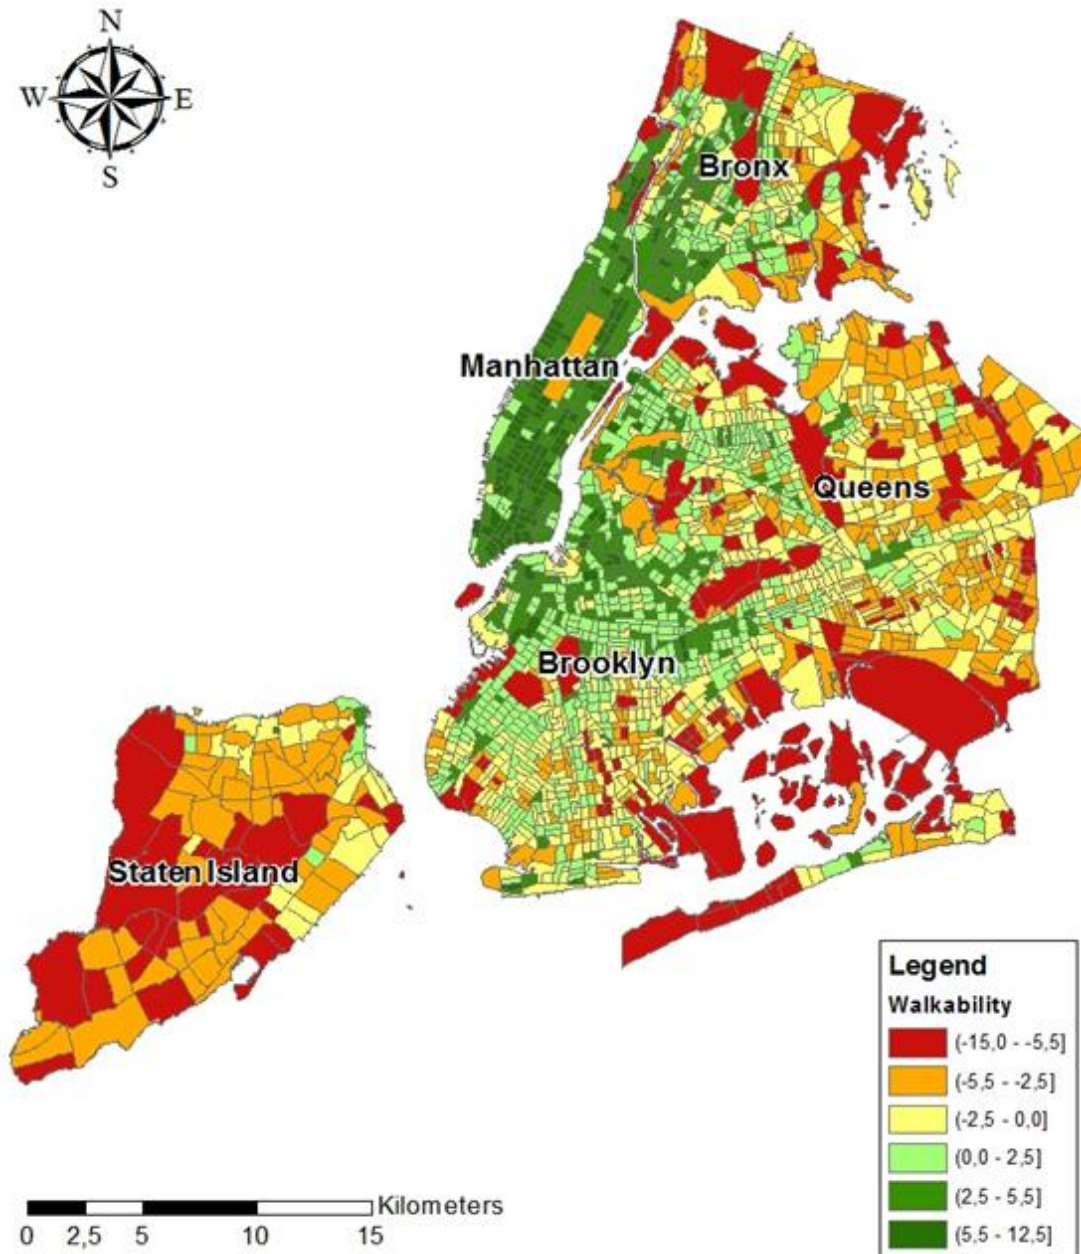 N
W E
S
Bronx
Manhattan
Queens
Brooklyn
Staten Island
Legend
Walkability
(-15,0 - -5,5]
(-5,5 - -2,5]
(-2,5 - 0,0]
(0,0 - 2,5]
(2,5 - 5,5]
(5,5 - 12,5]
Kilometers
0 2,5 5 10 15